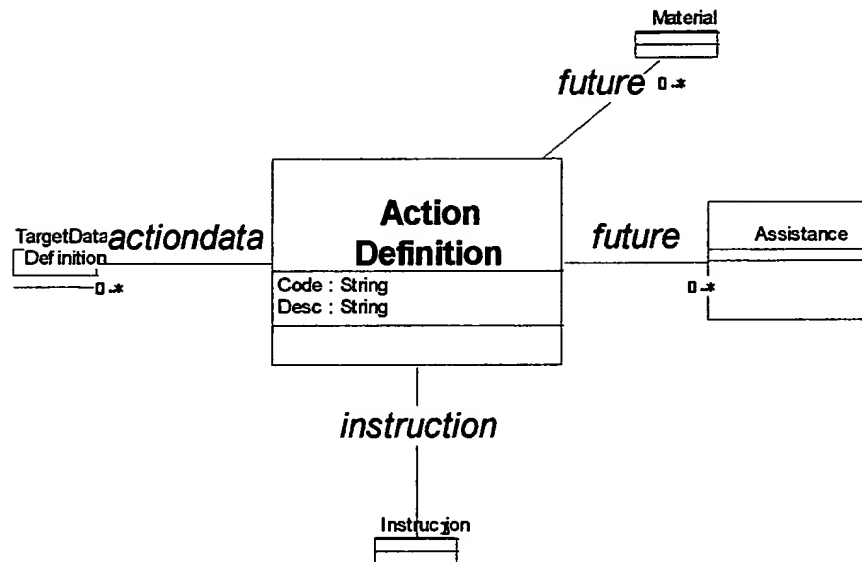 Material
future 0..*
Action
Definition
TargetData
Definition
actiondata
future
Assistance
Code : String
Desc : String
0..*
0..*
instruction
Instruction